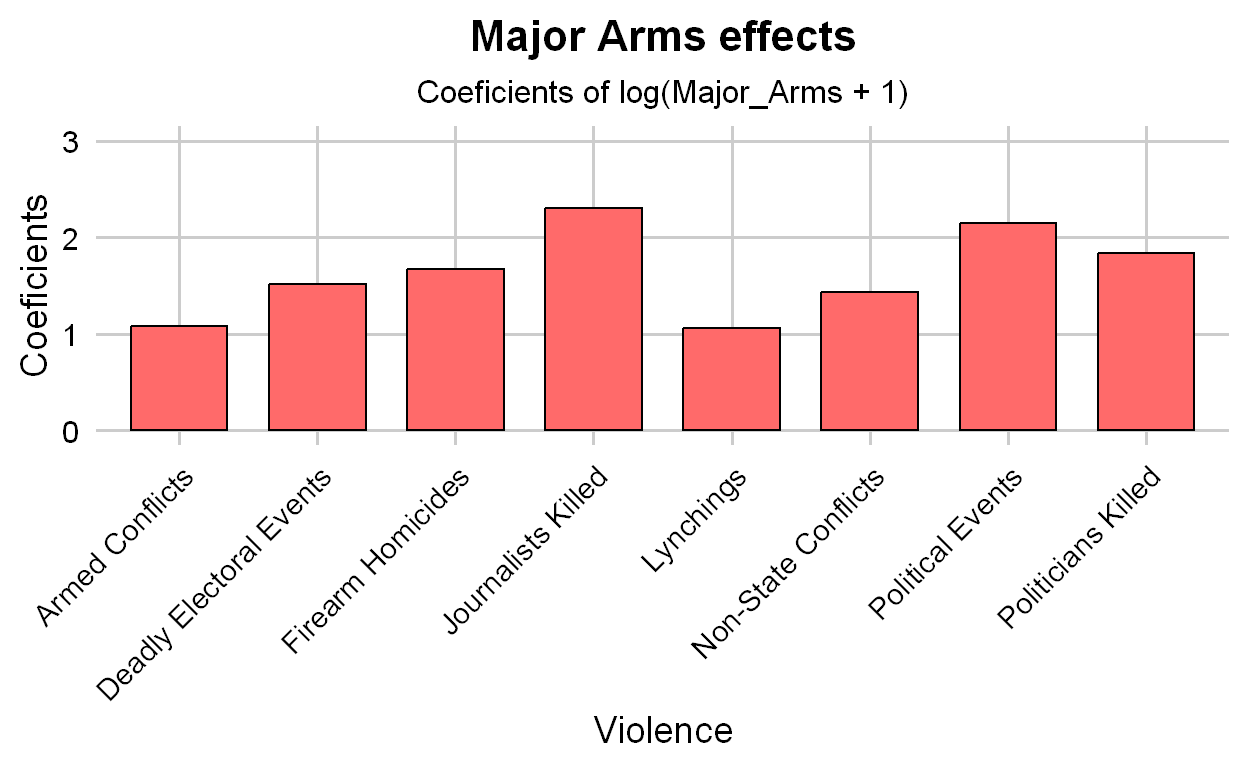 Major Arms effects
Coeficients of log(Major_Arms + 1)
Coeficients
3
2
1
0
Armed Conflicts
Deadly Electoral Events
Firearm Homicides
Journalists Killed
Lynchings
Non-State Conflicts
Political Events
Politicians Killed
Violence